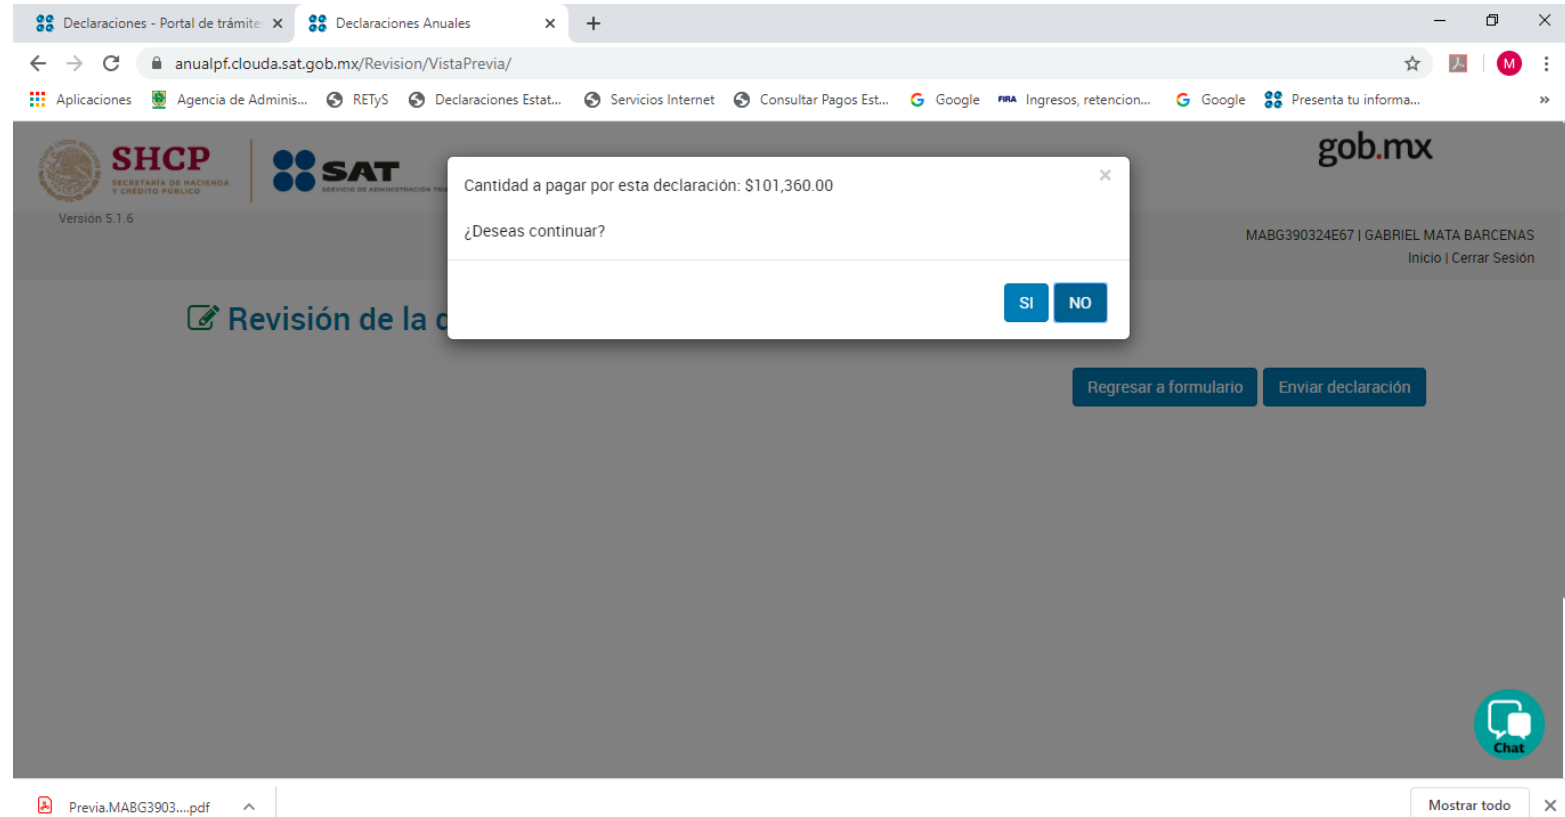 Declaraciones - Portal de trámite
Declaraciones Anuales
anualpf.clouda.sat.gob.mx/Revision/VistaPrevia/
M
Aplicaciones
Agencia de Adminis...
RETyS
Declaraciones Estat...
Servicios Internet
Consultar Pagos Est...
Google
FIRA Ingresos, retencion...
Google
Presenta tu informa...
»
SHCP
SECRETARÍA DE HACIENDA
Y CRÉDITO PÚBLICO
SAT
SERVICIO DE ADMINISTRACIÓN
gob.mx
Versión 5.1.6
MABG390324E67 | GABRIEL MATA BARCENAS
Inicio | Cerrar Sesión
Cantidad a pagar por esta declaración: $101,360.00
×
¿Deseas continuar?
SI
NO
Revisión de la
Regresar a formulario
Enviar declaración
Chat
Previa.MABG3903....pdf
Mostrar todo